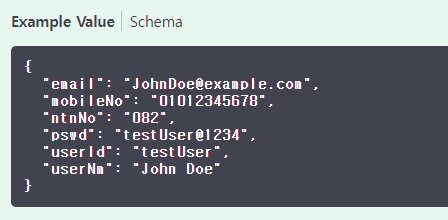 Example Value Schema
{
"email": "JohnDoe@example.com",
"mobileNo": "01012345678",
"ntnNo": "082",
"pswd": "testUser@1234",
"userId": "testUser",
"userNm": "John Doe"
}